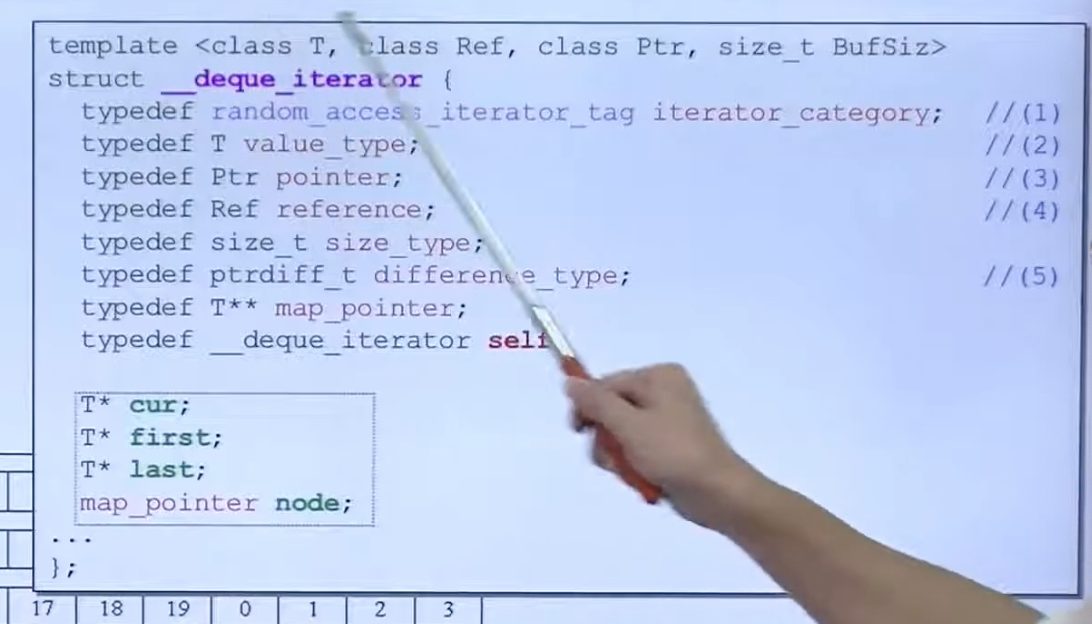 template <class T, class Ref, class Ptr, size_t BufSiz>
struct __deque_iterator {
typedef random_access_iterator_tag iterator_category; //(1)
typedef T value_type; //(2)
typedef Ptr pointer; //(3)
typedef Ref reference; //(4)
typedef size_t size_type;
typedef ptrdiff_t difference_type; //(5)
typedef T** map_pointer;
typedef __deque_iterator self
T* cur;
T* first;
T* last;
map_pointer node;
...
};
17 18 19 0 1 2 3